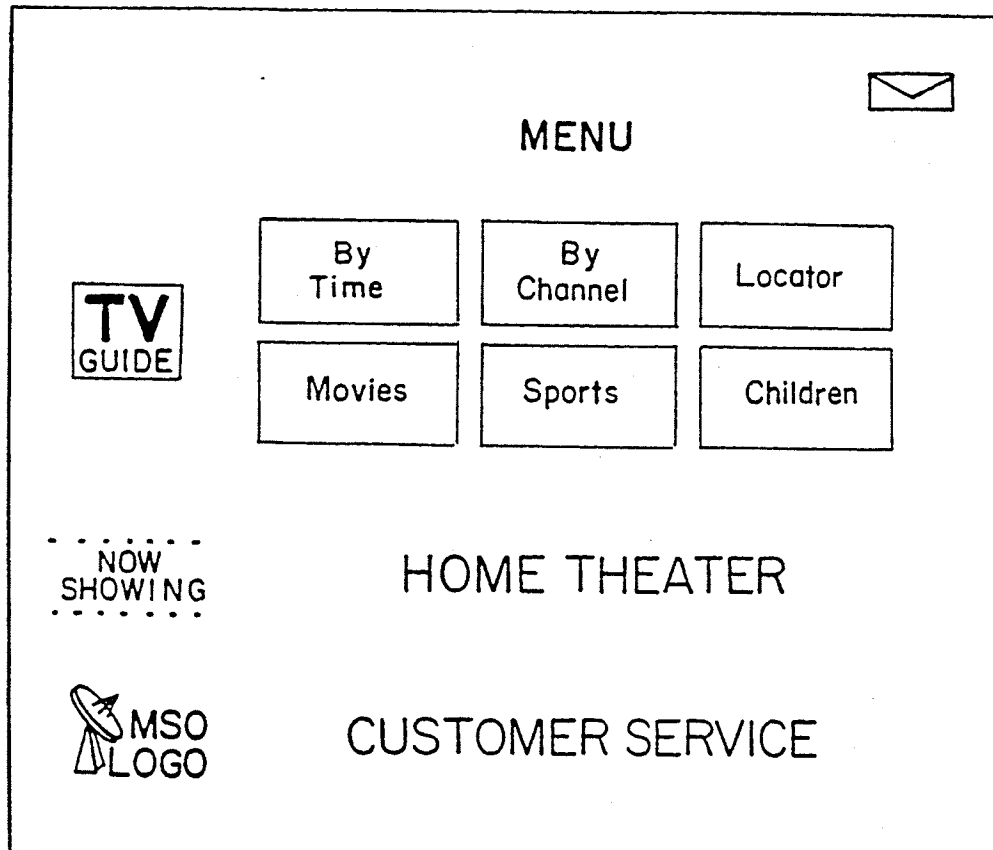 MENU
By
Time
By
Channel
Locator
TV
GUIDE
Movies
Sports
Children
NOW
SHOWING
HOME THEATER
MSO
LOGO
CUSTOMER SERVICE